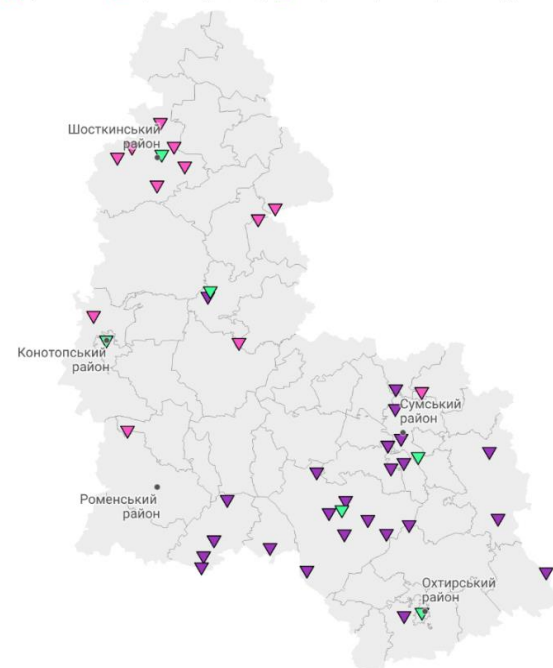 Шосткинський
район
Конотопський
район
Сумський
район
Роменський
район
Охтирський
район